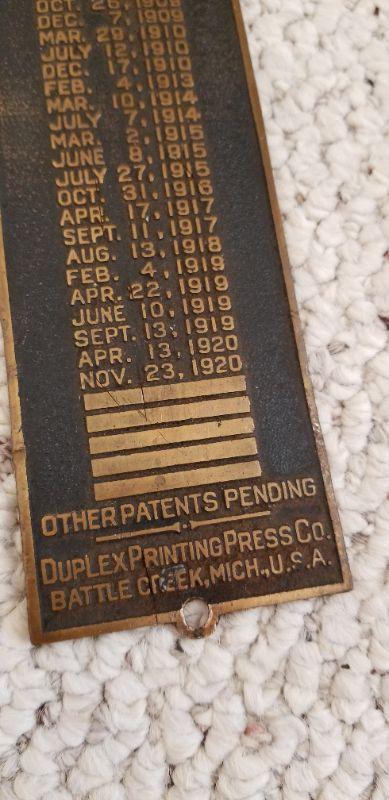 OCT. 26, 1909
DEC. 7, 1909
MAR. 29, 1910
JULY 12, 1910
DEC. 17, 1910
FEB. 4, 1913
MAR. 10, 1914
JULY 7, 1914
MAR. 2, 1915
JUNE 8, 1915
JULY 27, 1915
OCT. 31, 1916
APR. 17, 1917
SEPT. 11, 1917
AUG. 13, 1918
FEB. 4, 1919
APR. 22, 1919
JUNE 10, 1919
SEPT. 13, 1919
APR. 13, 1920
NOV. 23, 1920
OTHER PATENTS PENDING
DUPLEX PRINTING PRESS CO.
BATTLE CREEK, MICH., U.S.A.